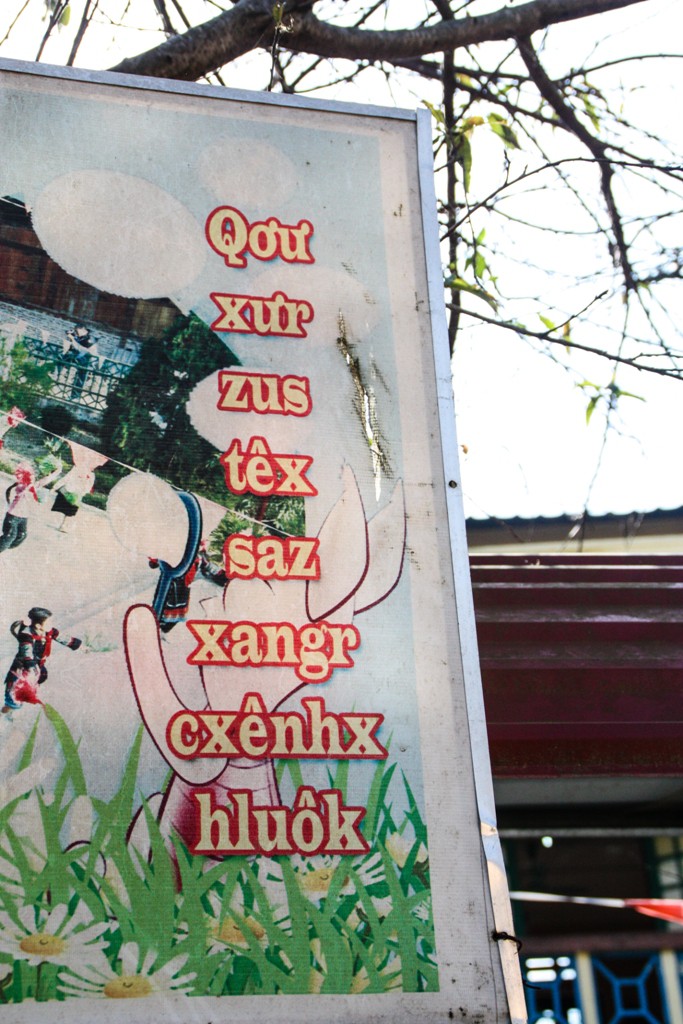 Qơư
xưr
zus
têx
saz
xangr
cxênhx
hluôk